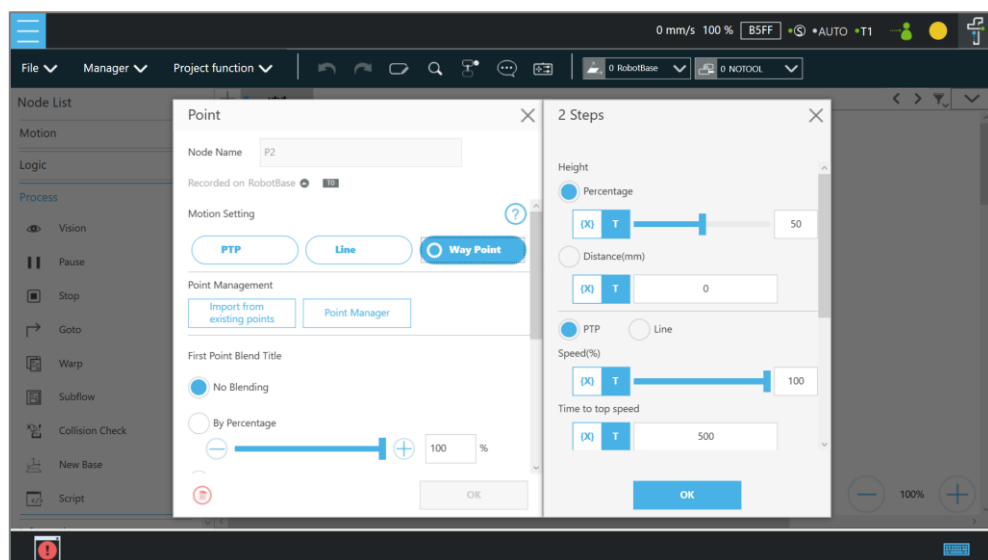 0 mm/s 100 % B5FF •Ⓢ •AUTO •T1
File Manager Project function 0 RobotBase 0 NOTOOL
Node List
Motion
Logic
Process
Vision
Pause
Stop
Goto
Warp
Subflow
Collision Check
New Base
Script
Point
Node Name P2
Recorded on RobotBase T0
Motion Setting ?
PTP Line Way Point
Point Management
Import from
existing points
Point Manager
First Point Blend Title
No Blending
By Percentage
100 %
OK
2 Steps
Height
Percentage
{X} T 50
Distance(mm)
{X} T 0
PTP Line
Speed(%)
{X} T 100
Time to top speed
{X} T 500
OK
100%